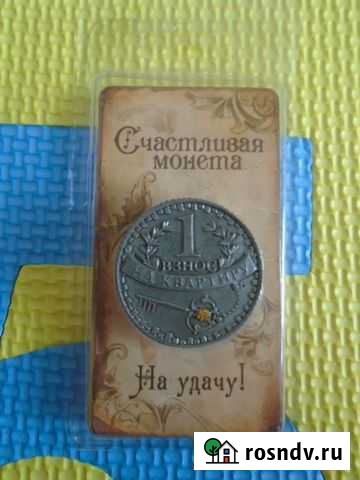 Счастливая
монета
1
ВЗНОС
НА КВАРТИРУ
На удачу!
rosndv.ru